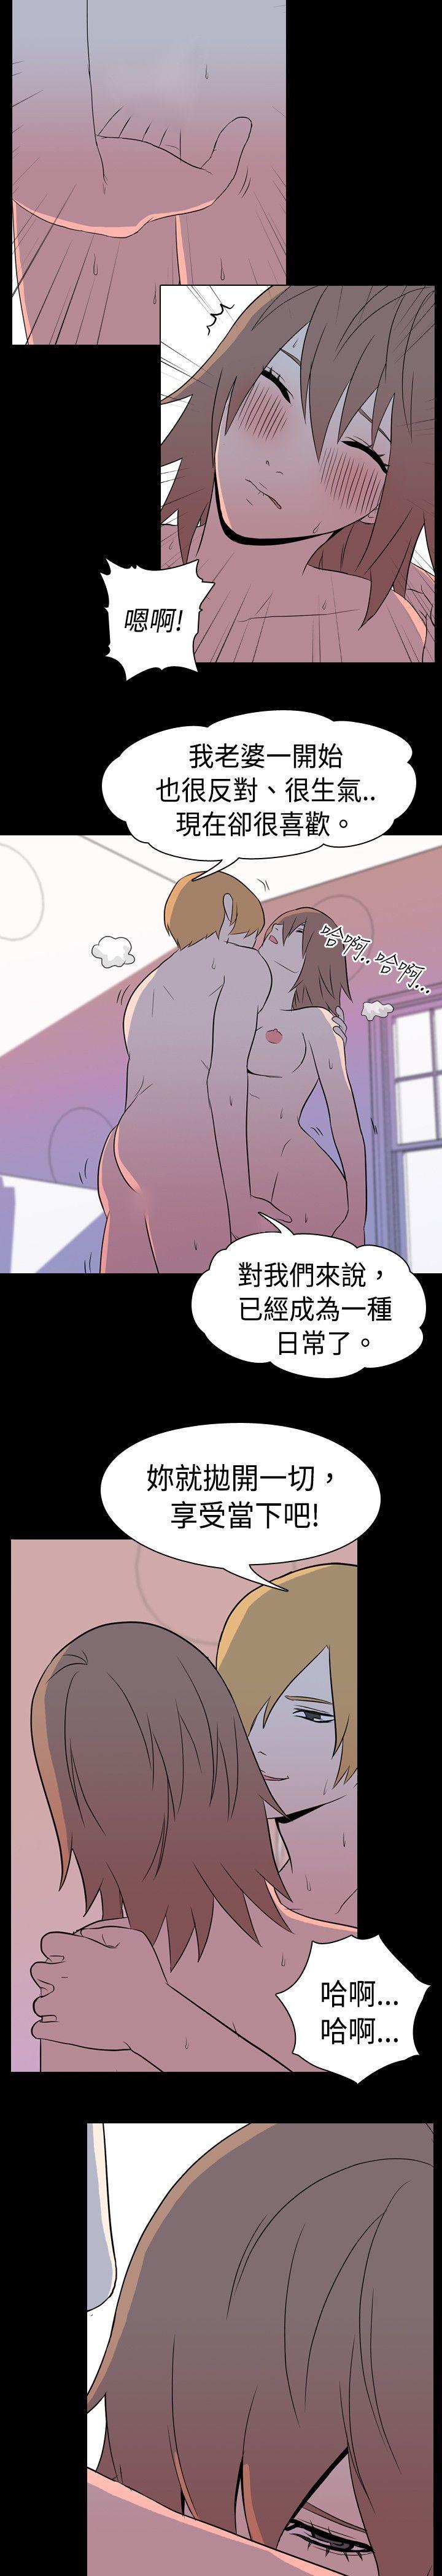 嗯啊!
我老婆一開始
也很反對、很生氣..
現在卻很喜歡。
哈啊.. 哈啊...
對我們來說，
已經成為一種
日常了。
妳就拋開一切，
享受當下吧!
哈啊...
哈啊...